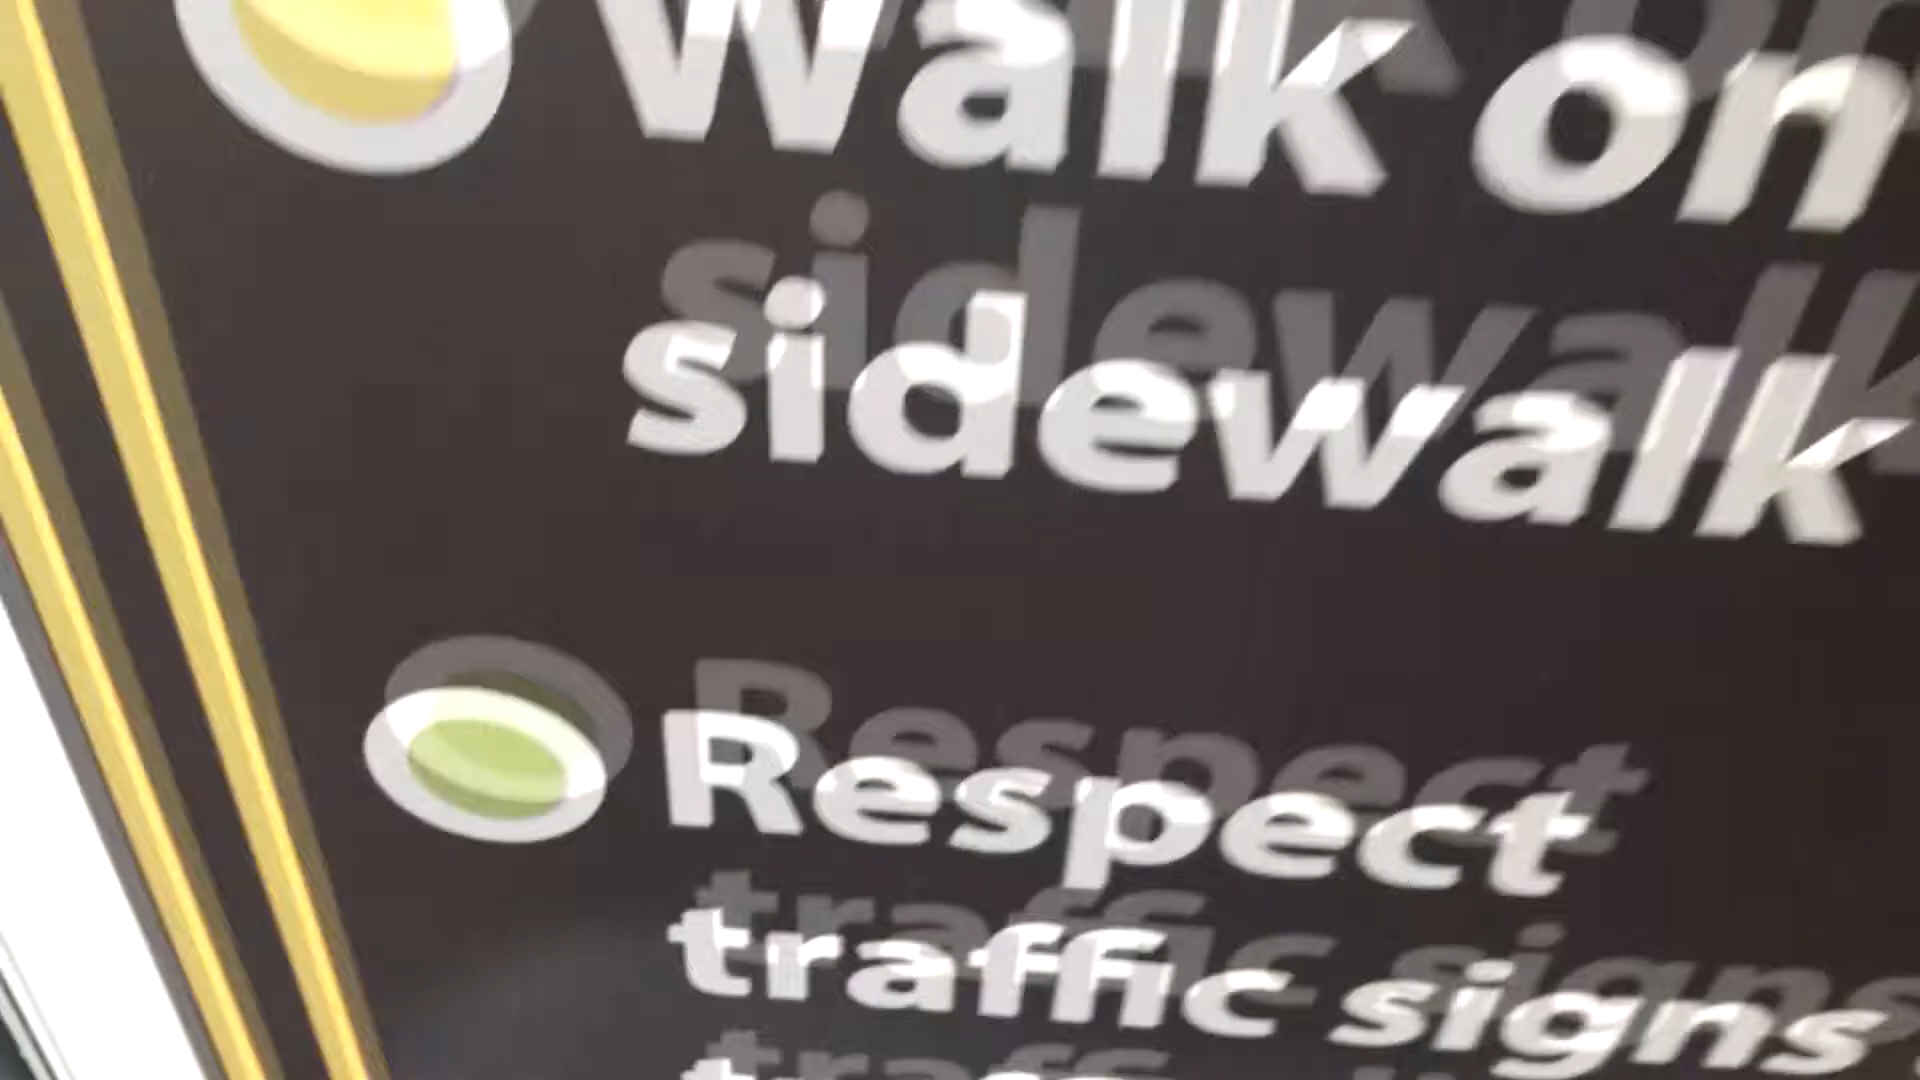 Walk on
sidewalk
Respect
traffic signs